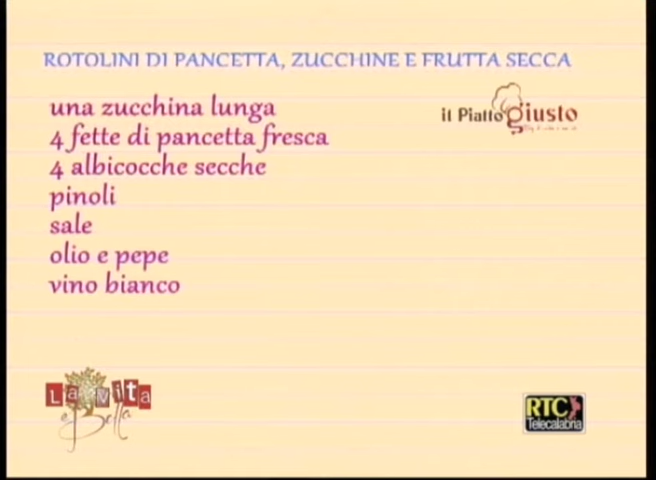 ROTOLINI DI PANCETTA, ZUCCHINE E FRUTTA SECCA
il Piatto giusto
una zucchina lunga
4 fette di pancetta fresca
4 albicocche secche
pinoli
sale
olio e pepe
vino bianco
La Vita
è Bella
RTC
Telecalabria